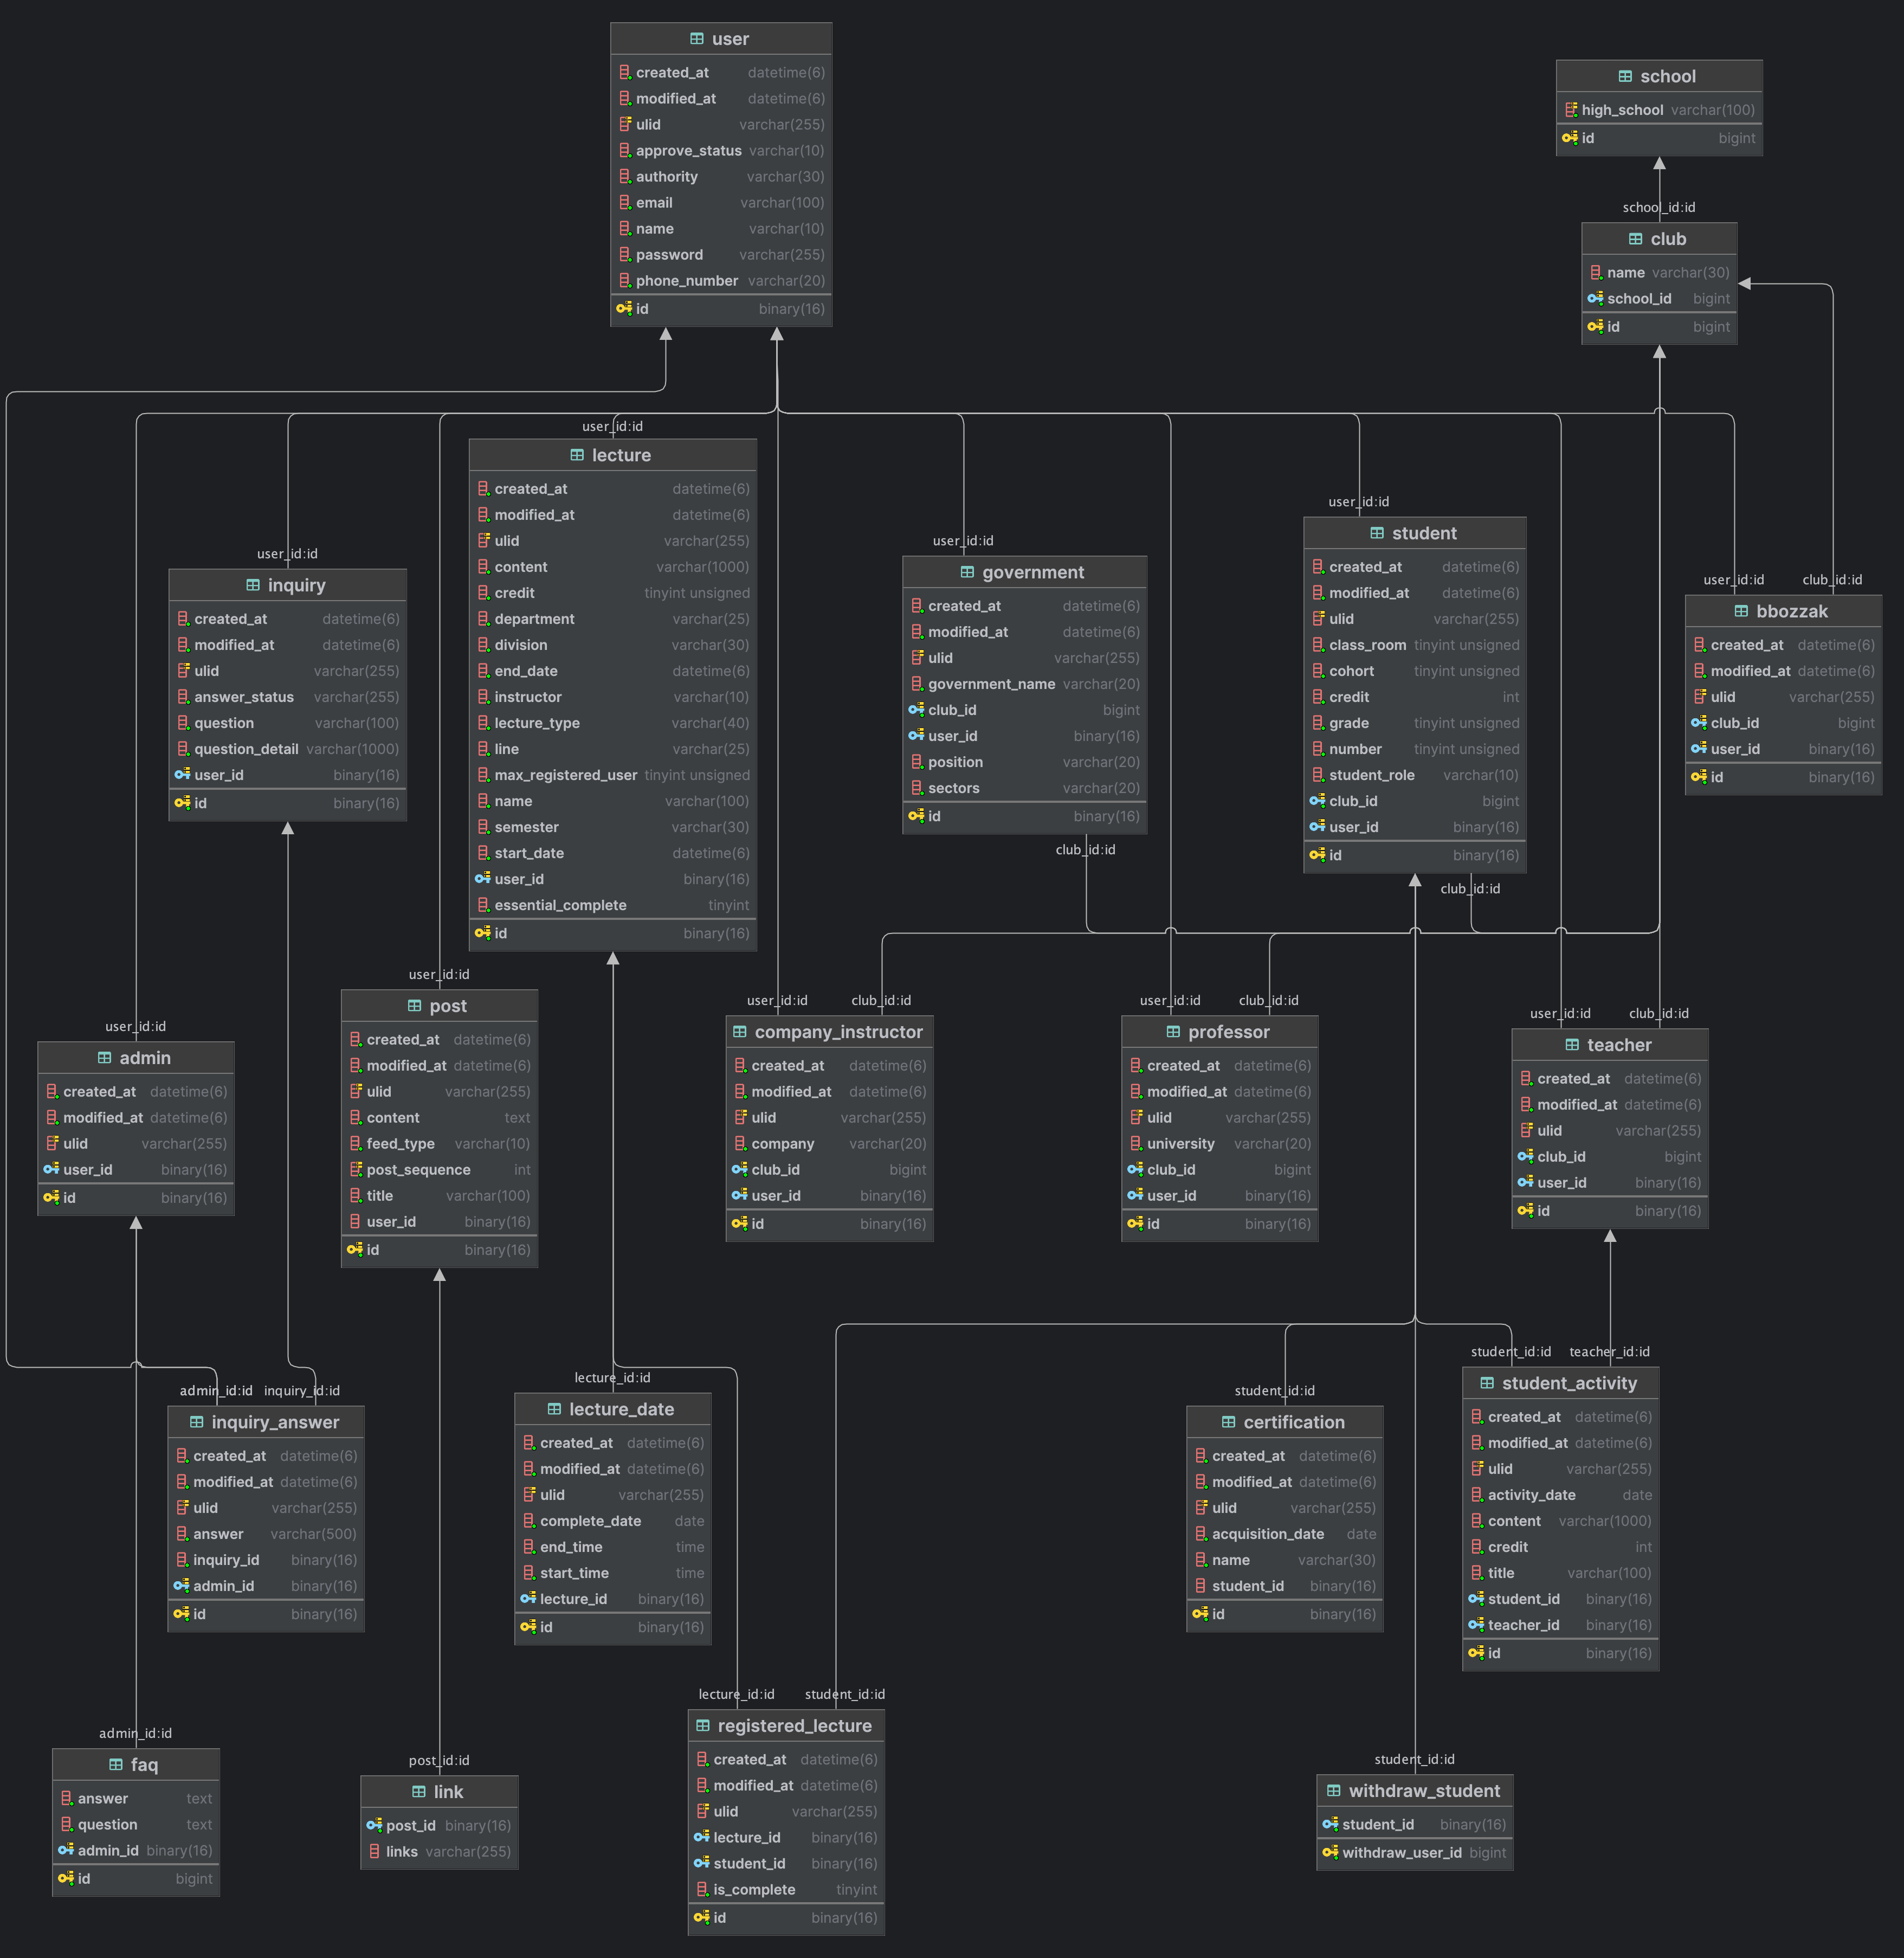 user
created_at datetime(6)
modified_at datetime(6)
ulid varchar(255)
approve_status varchar(10)
authority varchar(30)
email varchar(100)
name varchar(10)
password varchar(255)
phone_number varchar(20)
id binary(16)
school
high_school varchar(100)
id bigint
school_id:id
club
name varchar(30)
school_id bigint
id bigint
user_id:id
lecture
created_at datetime(6)
modified_at datetime(6)
ulid varchar(255)
content varchar(1000)
credit tinyint unsigned
department varchar(25)
division varchar(30)
end_date datetime(6)
instructor varchar(10)
lecture_type varchar(40)
line varchar(25)
max_registered_user tinyint unsigned
name varchar(100)
semester varchar(30)
start_date datetime(6)
user_id binary(16)
essential_complete tinyint
id binary(16)
user_id:id
inquiry
created_at datetime(6)
modified_at datetime(6)
ulid varchar(255)
answer_status varchar(255)
question varchar(100)
question_detail varchar(1000)
user_id binary(16)
id binary(16)
user_id:id
government
created_at datetime(6)
modified_at datetime(6)
ulid varchar(255)
government_name varchar(20)
club_id bigint
user_id binary(16)
position varchar(20)
sectors varchar(20)
id binary(16)
club_id:id
user_id:id
student
created_at datetime(6)
modified_at datetime(6)
ulid varchar(255)
class_room tinyint unsigned
cohort tinyint unsigned
credit int
grade tinyint unsigned
number tinyint unsigned
student_role varchar(10)
club_id bigint
user_id binary(16)
id binary(16)
club_id:id
user_id:id club_id:id
bbozzak
created_at datetime(6)
modified_at datetime(6)
ulid varchar(255)
club_id bigint
user_id binary(16)
id binary(16)
user_id:id
admin
created_at datetime(6)
modified_at datetime(6)
ulid varchar(255)
user_id binary(16)
id binary(16)
user_id:id
post
created_at datetime(6)
modified_at datetime(6)
ulid varchar(255)
content text
feed_type varchar(10)
post_sequence int
title varchar(100)
user_id binary(16)
id binary(16)
user_id:id club_id:id
company_instructor
created_at datetime(6)
modified_at datetime(6)
ulid varchar(255)
company varchar(20)
club_id bigint
user_id binary(16)
id binary(16)
user_id:id club_id:id
professor
created_at datetime(6)
modified_at datetime(6)
ulid varchar(255)
university varchar(20)
club_id bigint
user_id binary(16)
id binary(16)
user_id:id club_id:id
teacher
created_at datetime(6)
modified_at datetime(6)
ulid varchar(255)
club_id bigint
user_id binary(16)
id binary(16)
admin_id:id inquiry_id:id
inquiry_answer
created_at datetime(6)
modified_at datetime(6)
ulid varchar(255)
answer varchar(500)
inquiry_id binary(16)
admin_id binary(16)
id binary(16)
lecture_id:id
lecture_date
created_at datetime(6)
modified_at datetime(6)
ulid varchar(255)
complete_date date
end_time time
start_time time
lecture_id binary(16)
id binary(16)
student_id:id
certification
created_at datetime(6)
modified_at datetime(6)
ulid varchar(255)
acquisition_date date
name varchar(30)
student_id binary(16)
id binary(16)
student_id:id teacher_id:id
student_activity
created_at datetime(6)
modified_at datetime(6)
ulid varchar(255)
activity_date date
content varchar(1000)
credit int
title varchar(100)
student_id binary(16)
teacher_id binary(16)
id binary(16)
admin_id:id
faq
answer text
question text
admin_id binary(16)
id bigint
post_id:id
link
post_id binary(16)
links varchar(255)
lecture_id:id student_id:id
registered_lecture
created_at datetime(6)
modified_at datetime(6)
ulid varchar(255)
lecture_id binary(16)
student_id binary(16)
is_complete tinyint
id binary(16)
student_id:id
withdraw_student
student_id binary(16)
withdraw_user_id bigint